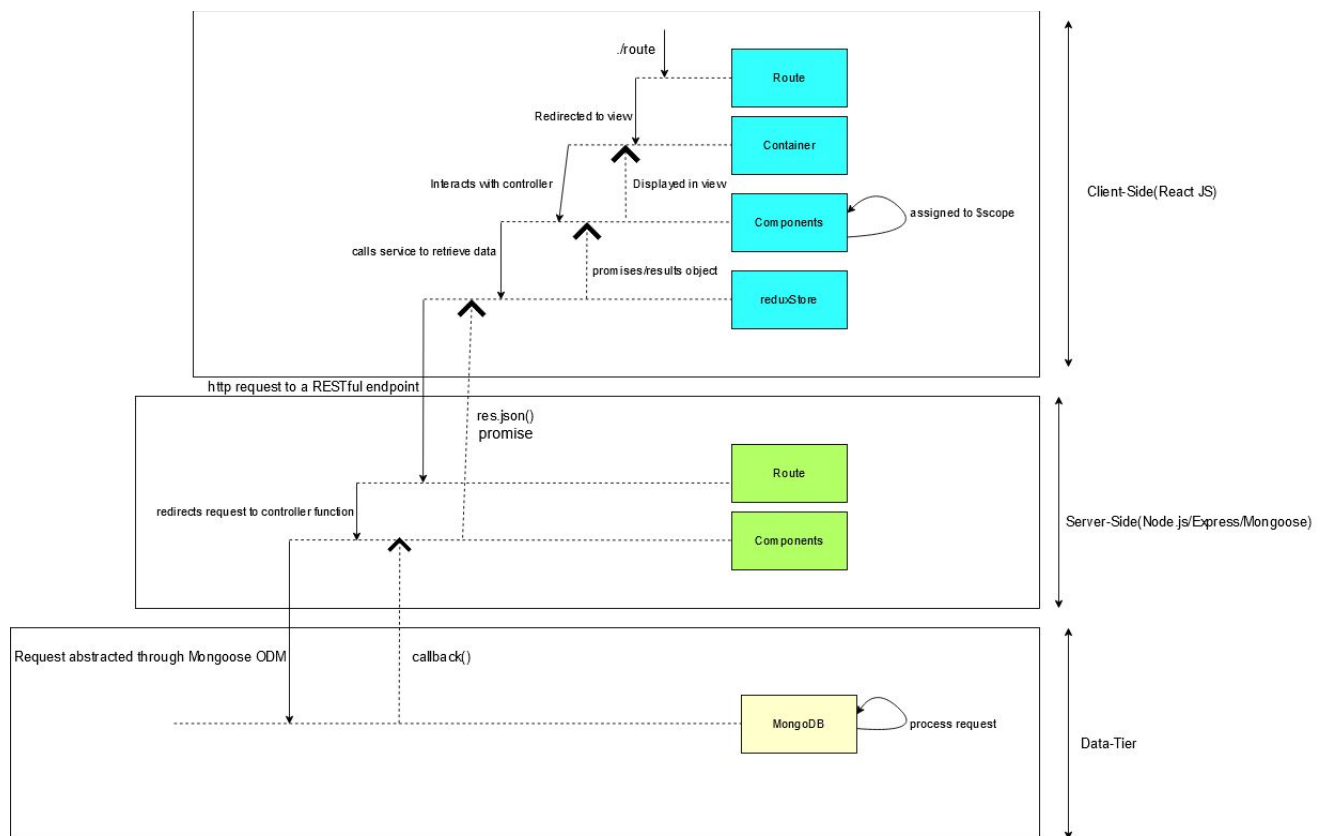 ./route
Route
Redirected to view
Container
Interacts with controller
Displayed in view
Client-Side(React JS)
Components
assigned to $scope
calls service to retrieve data
promises/results object
reduxStore
http request to a RESTful endpoint
res.json()
promise
Route
redirects request to controller function
Server-Side(Node.js/Express/Mongoose)
Components
Request abstracted through Mongoose ODM
callback()
MongoDB
process request
Data-Tier